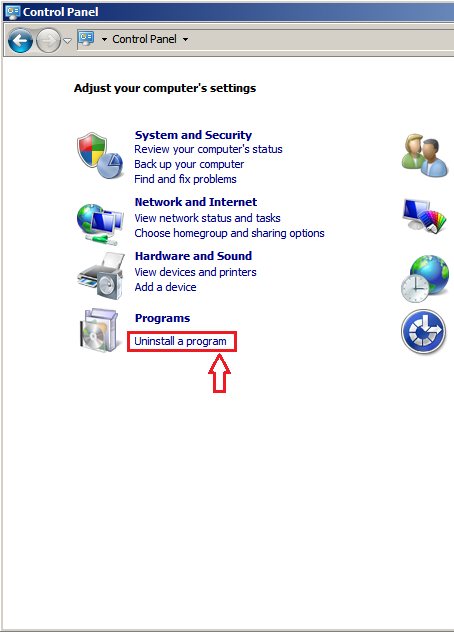 Control Panel
Control Panel
Adjust your computer's settings
System and Security
Review your computer's status
Back up your computer
Find and fix problems
Network and Internet
View network status and tasks
Choose homegroup and sharing options
Hardware and Sound
View devices and printers
Add a device
Programs
Uninstall a program